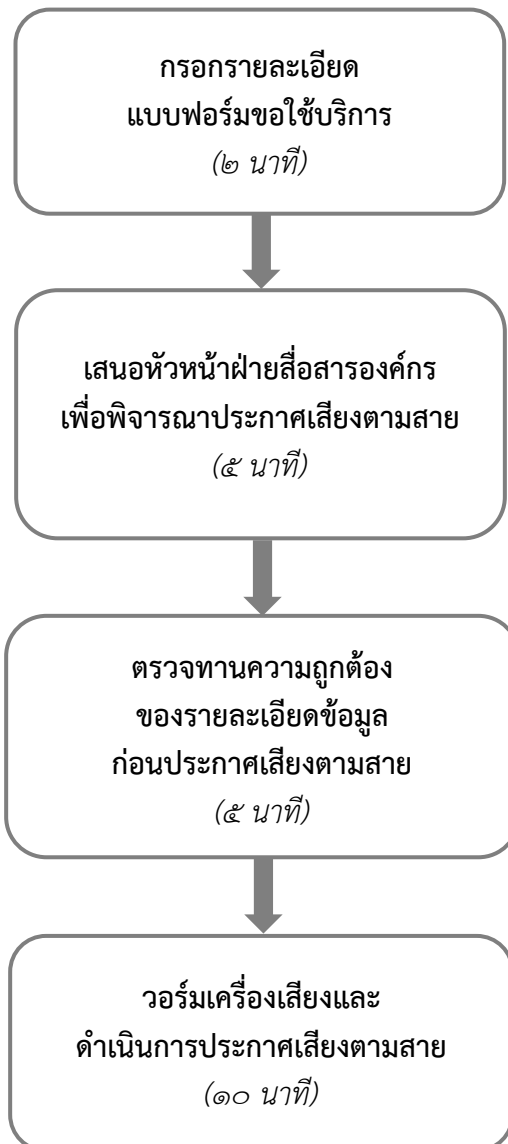 กรอกรายละเอียด
แบบฟอร์มขอใช้บริการ
(๒ นาที)
เสนอหัวหน้าฝ่ายสื่อสารองค์กร
เพื่อพิจารณาประกาศเสียงตามสาย
(๕ นาที)
ตรวจทานความถูกต้อง
ของรายละเอียดข้อมูล
ก่อนประกาศเสียงตามสาย
(๕ นาที)
วอร์มเครื่องเสียงและ
ดำเนินการประกาศเสียงตามสาย
(๑๐ นาที)